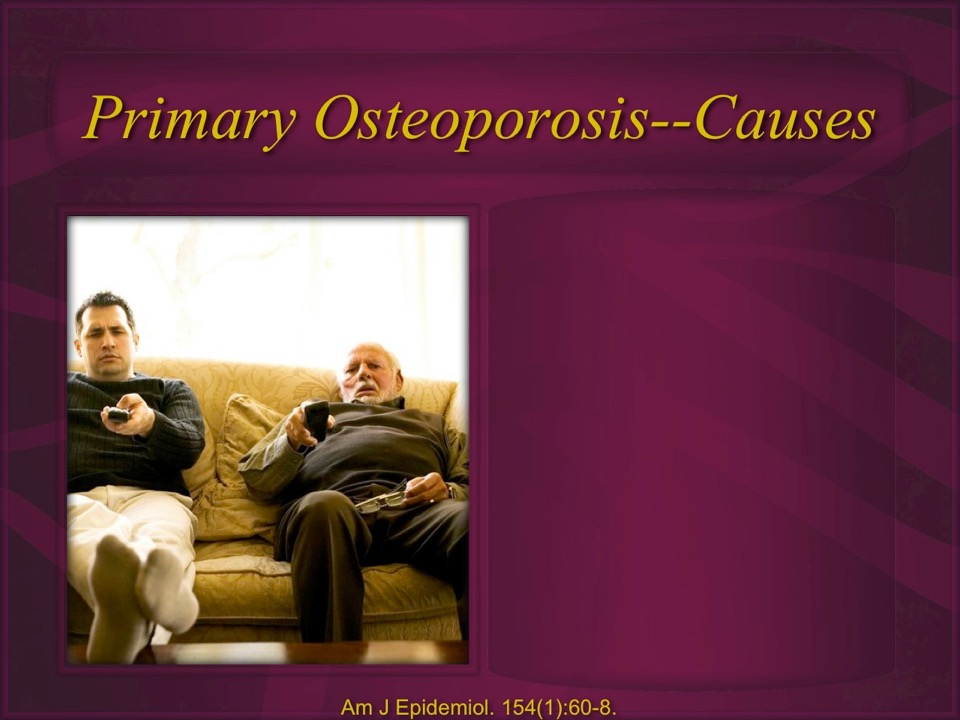 Primary Osteoporosis--Causes
Am J Epidemiol. 154(1):60-8.